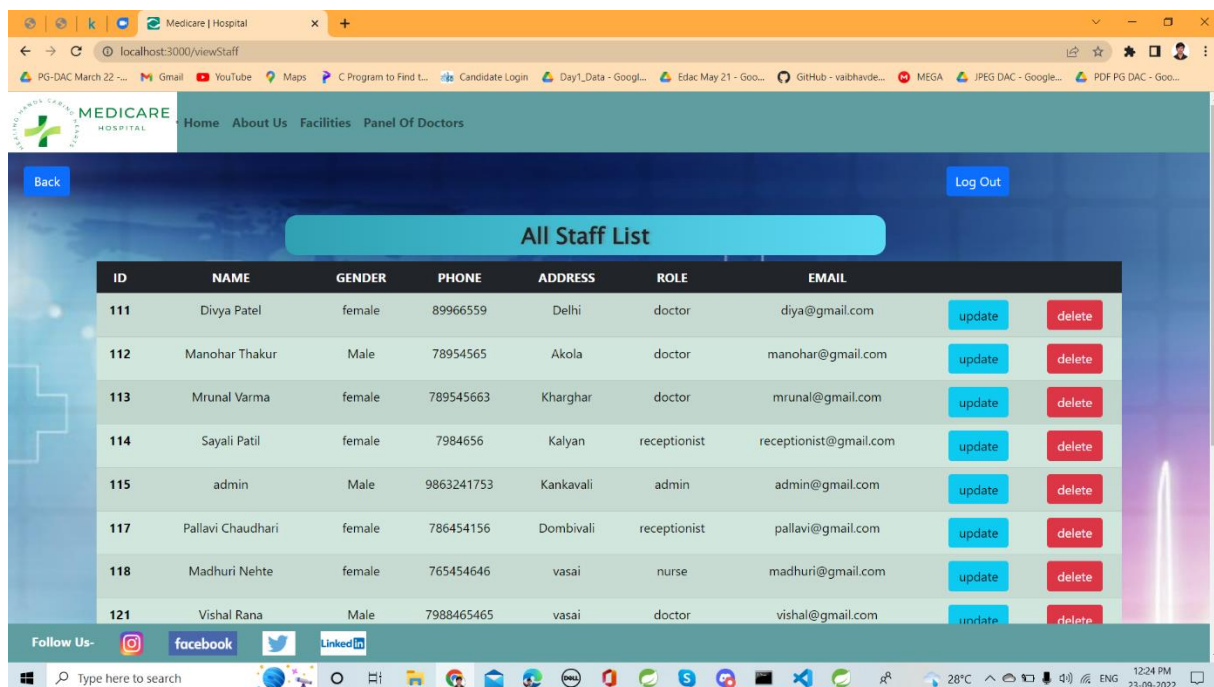 k Medicare | Hospital
localhost:3000/viewStaff
PG-DAC March 22 -... Gmail YouTube Maps C Program to Find t... Candidate Login Day1_Data - Googl... Edac May 21 - Goo... GitHub - vaibhavde... MEGA JPEG DAC - Google... PDF PG DAC - Goo...
HEALING HANDS CARING HEARTS
MEDICARE
HOSPITAL
Home About Us Facilities Panel Of Doctors
Back Log Out
All Staff List
ID NAME GENDER PHONE ADDRESS ROLE EMAIL
111 Divya Patel female 89966559 Delhi doctor diya@gmail.com update delete
112 Manohar Thakur Male 78954565 Akola doctor manohar@gmail.com update delete
113 Mrunal Varma female 789545663 Kharghar doctor mrunal@gmail.com update delete
114 Sayali Patil female 7984656 Kalyan receptionist receptionist@gmail.com update delete
115 admin Male 9863241753 Kankavali admin admin@gmail.com update delete
117 Pallavi Chaudhari female 786454156 Dombivali receptionist pallavi@gmail.com update delete
118 Madhuri Nehte female 765454646 vasai nurse madhuri@gmail.com update delete
121 Vishal Rana Male 7988465465 vasai doctor vishal@gmail.com update delete
Follow Us- facebook Linked in
Type here to search DELL S 28°C ENG 12:24 PM
23-09-2022